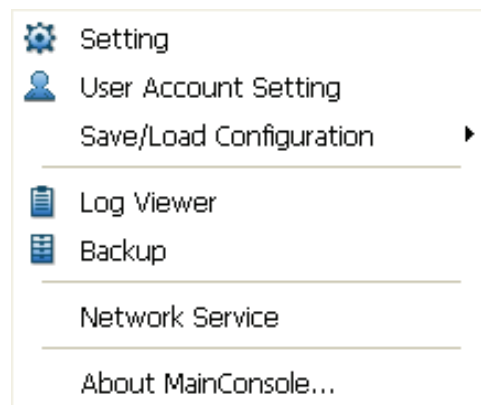 Setting
User Account Setting
Save/Load Configuration
Log Viewer
Backup
Network Service
About MainConsole...